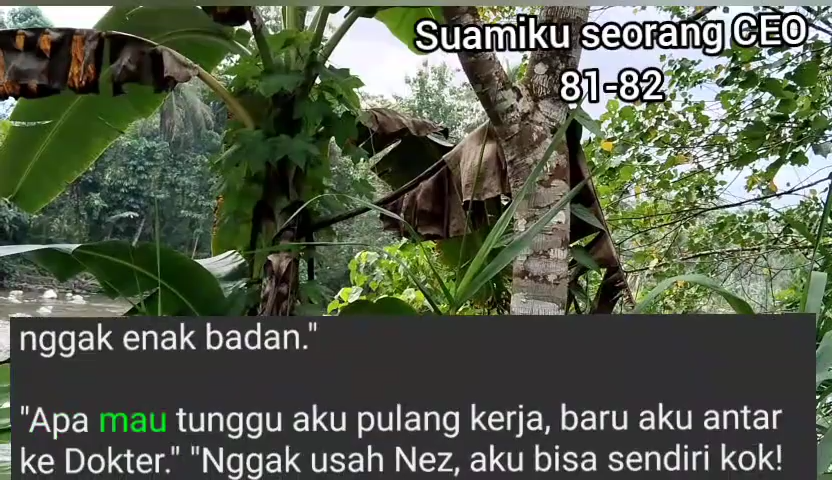 Suamiku seorang CEO
81-82
nggak enak badan."
"Apa mau tunggu aku pulang kerja, baru aku antar
ke Dokter." "Nggak usah Nez, aku bisa sendiri kok!